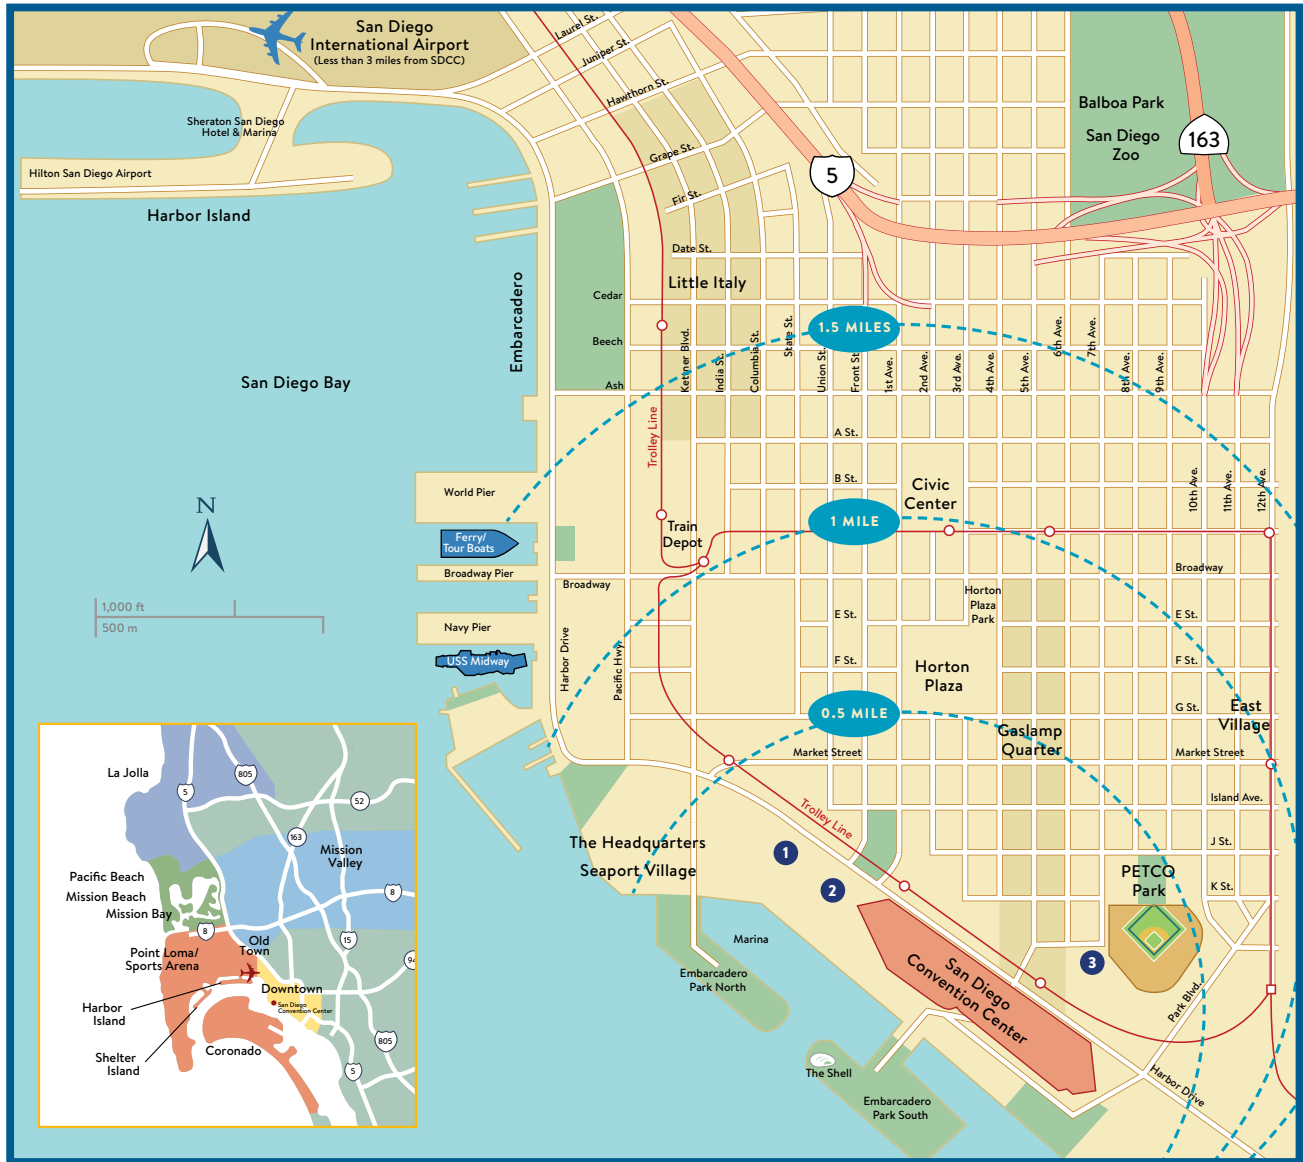 San Diego
International Airport
(Less than 3 miles from SDCC)
Laurel St.
Juniper St.
Hawthorn St.
Grape St.
Fir St.
Date St.
Balboa Park
San Diego
Zoo
163
5
Sheraton San Diego
Hotel & Marina
Hilton San Diego Airport
Harbor Island
Embarcadero
San Diego Bay
Little Italy
Cedar
Beech
Ash
1.5 MILES
Kettner Blvd.
India St.
Columbia St.
State St.
Union St.
Front St.
1st Ave.
2nd Ave.
3rd Ave.
4th Ave.
5th Ave.
6th Ave.
7th Ave.
8th Ave.
9th Ave.
10th Ave.
11th Ave.
12th Ave.
Trolley Line
A St.
B St.
Civic
Center
1 MILE
Train
Depot
N
1,000 ft
500 m
World Pier
Ferry/
Tour Boats
Broadway Pier
Navy Pier
USS Midway
Broadway
Broadway
Harbor Drive
Pacific Hwy
Horton
Plaza
Park
E St.
E St.
F St.
F St.
Horton
Plaza
0.5 MILE
G St.
East
Village
Gaslamp
Quarter
Market Street
Market Street
Island Ave.
J St.
K St.
Trolley Line
The Headquarters
Seaport Village
1
2
3
PETCO
Park
San Diego
Convention Center
Park Blvd.
Harbor Drive
Marina
Embarcadero
Park North
The Shell
Embarcadero
Park South
La Jolla
5
805
52
163
Mission
Valley
8
Pacific Beach
Mission Beach
Mission Bay
8
15
94
Old
Town
Point Loma/
Sports Arena
Downtown
San Diego
Convention Center
Harbor
Island
Shelter
Island
Coronado
805
5